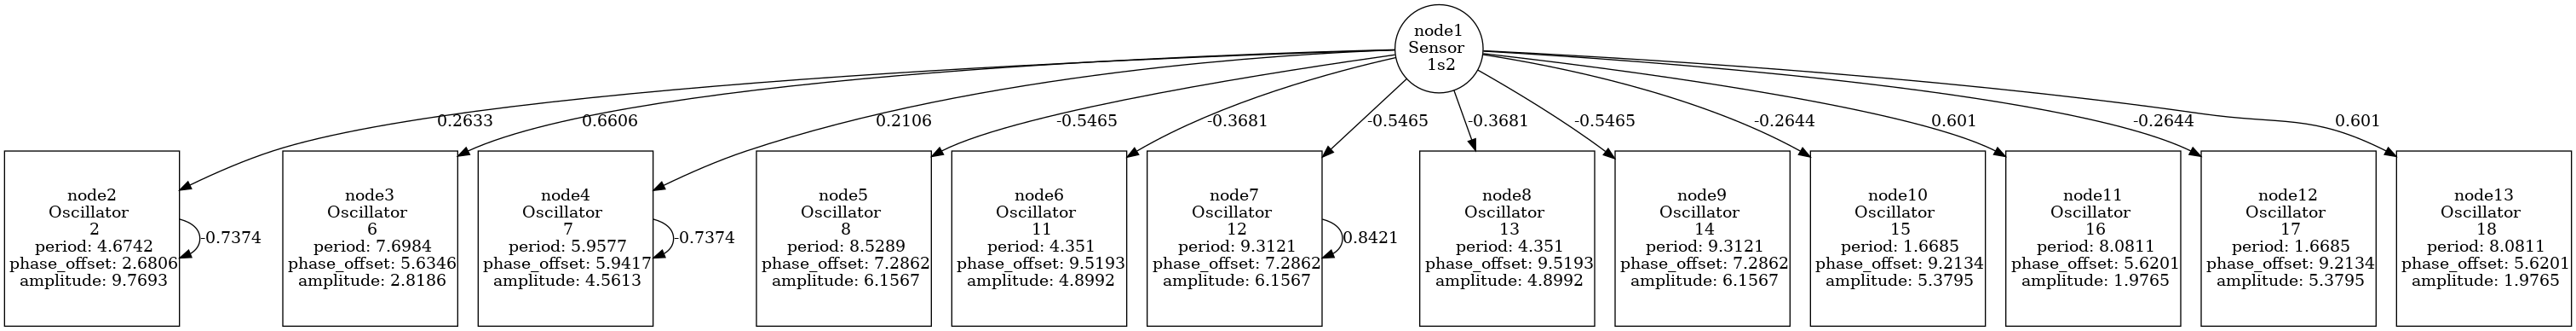 node1
Sensor
1s2
0.2633
0.6606
0.2106
-0.5465
-0.3681
-0.5465
-0.3681
-0.5465
-0.2644
0.601
-0.2644
0.601
node2
Oscillator
2
period: 4.6742
phase_offset: 2.6806
amplitude: 9.7693
-0.7374
node3
Oscillator
6
period: 7.6984
phase_offset: 5.6346
amplitude: 2.8186
node4
Oscillator
7
period: 5.9577
phase_offset: 5.9417
amplitude: 4.5613
-0.7374
node5
Oscillator
8
period: 8.5289
phase_offset: 7.2862
amplitude: 6.1567
node6
Oscillator
11
period: 4.351
phase_offset: 9.5193
amplitude: 4.8992
node7
Oscillator
12
period: 9.3121
phase_offset: 7.2862
amplitude: 6.1567
0.8421
node8
Oscillator
13
period: 4.351
phase_offset: 9.5193
amplitude: 4.8992
node9
Oscillator
14
period: 9.3121
phase_offset: 7.2862
amplitude: 6.1567
node10
Oscillator
15
period: 1.6685
phase_offset: 9.2134
amplitude: 5.3795
node11
Oscillator
16
period: 8.0811
phase_offset: 5.6201
amplitude: 1.9765
node12
Oscillator
17
period: 1.6685
phase_offset: 9.2134
amplitude: 5.3795
node13
Oscillator
18
period: 8.0811
phase_offset: 5.6201
amplitude: 1.9765